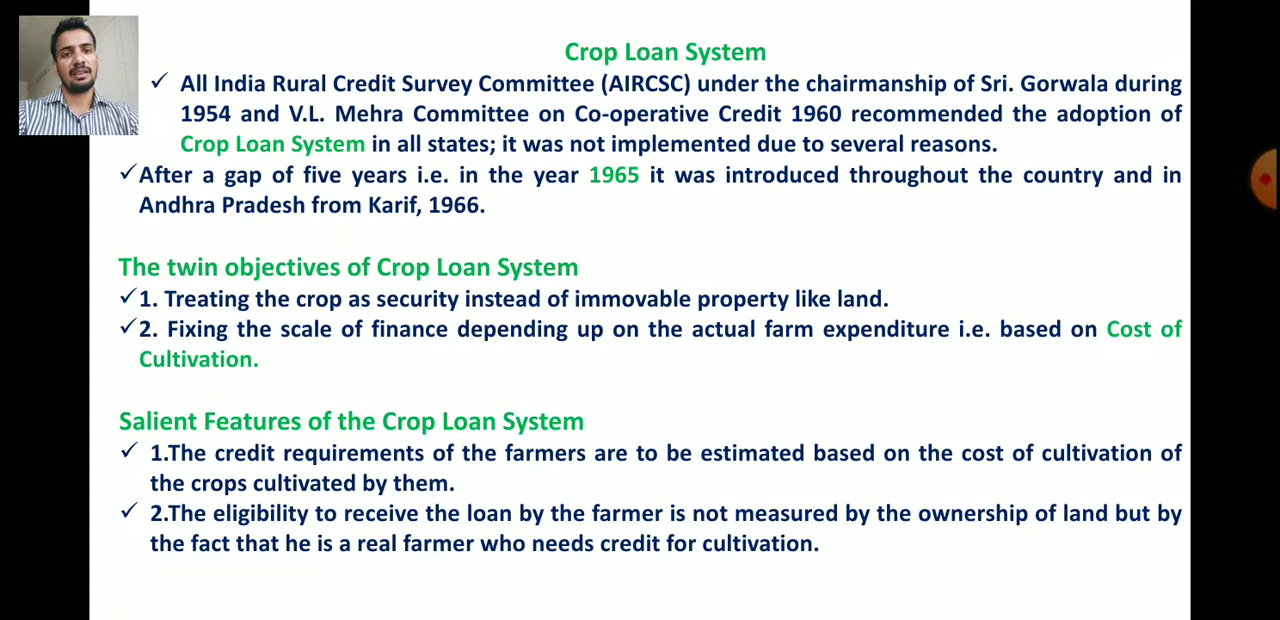 Crop Loan System
✓ All India Rural Credit Survey Committee (AIRCSC) under the chairmanship of Sri. Gorwala during
1954 and V.L. Mehra Committee on Co-operative Credit 1960 recommended the adoption of
Crop Loan System in all states; it was not implemented due to several reasons.
✓ After a gap of five years i.e. in the year 1965 it was introduced throughout the country and in
Andhra Pradesh from Karif, 1966.
The twin objectives of Crop Loan System
✓ 1. Treating the crop as security instead of immovable property like land.
✓ 2. Fixing the scale of finance depending up on the actual farm expenditure i.e. based on Cost of
Cultivation.
Salient Features of the Crop Loan System
✓ 1.The credit requirements of the farmers are to be estimated based on the cost of cultivation of
the crops cultivated by them.
✓ 2.The eligibility to receive the loan by the farmer is not measured by the ownership of land but by
the fact that he is a real farmer who needs credit for cultivation.